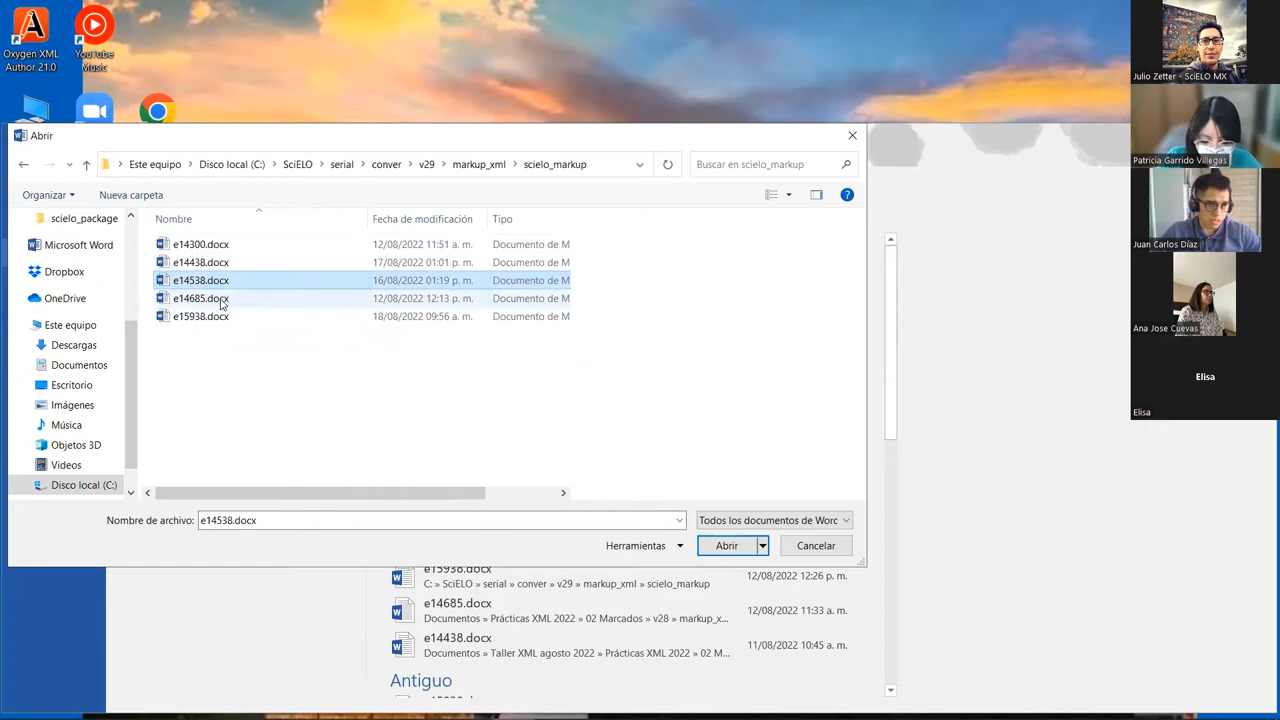 Oxygen XML
Author 21.0
YouTube
Music
Julio Zetter - SciELO MX
Patricia Garrido Villegas
Juan Carlos Díaz
Ana Jose Cuevas
Elisa
Elisa
Abrir
Este equipo > Disco local (C:) > SciELO > serial > conver > v29 > markup_xml > scielo_markup
Buscar en scielo_markup
Organizar
Nueva carpeta
scielo_package
Microsoft Word
Dropbox
OneDrive
Este equipo
Descargas
Documentos
Escritorio
Imágenes
Música
Objetos 3D
Videos
Disco local (C:)
Nombre Fecha de modificación Tipo
e14300.docx 12/08/2022 11:51 a. m. Documento de M
e14438.docx 17/08/2022 01:01 p. m. Documento de M
e14538.docx 16/08/2022 01:19 p. m. Documento de M
e14685.docx 12/08/2022 12:13 p. m. Documento de M
e15938.docx 18/08/2022 09:56 a. m. Documento de M
Nombre de archivo: e14538.docx
Todos los documentos de Worc
Herramientas
Abrir
Cancelar
e15938.docx 12/08/2022 12:26 p. m.
C: » SciELO » serial » conver » v29 » markup_xml » scielo_markup
e14685.docx 12/08/2022 11:33 a. m.
Documentos » Prácticas XML 2022 » 02 Marcados » v28 » markup_x...
e14438.docx 11/08/2022 10:45 a. m.
Documentos » Taller XML agosto 2022 » Prácticas XML 2022 » 02 M...
Antiguo